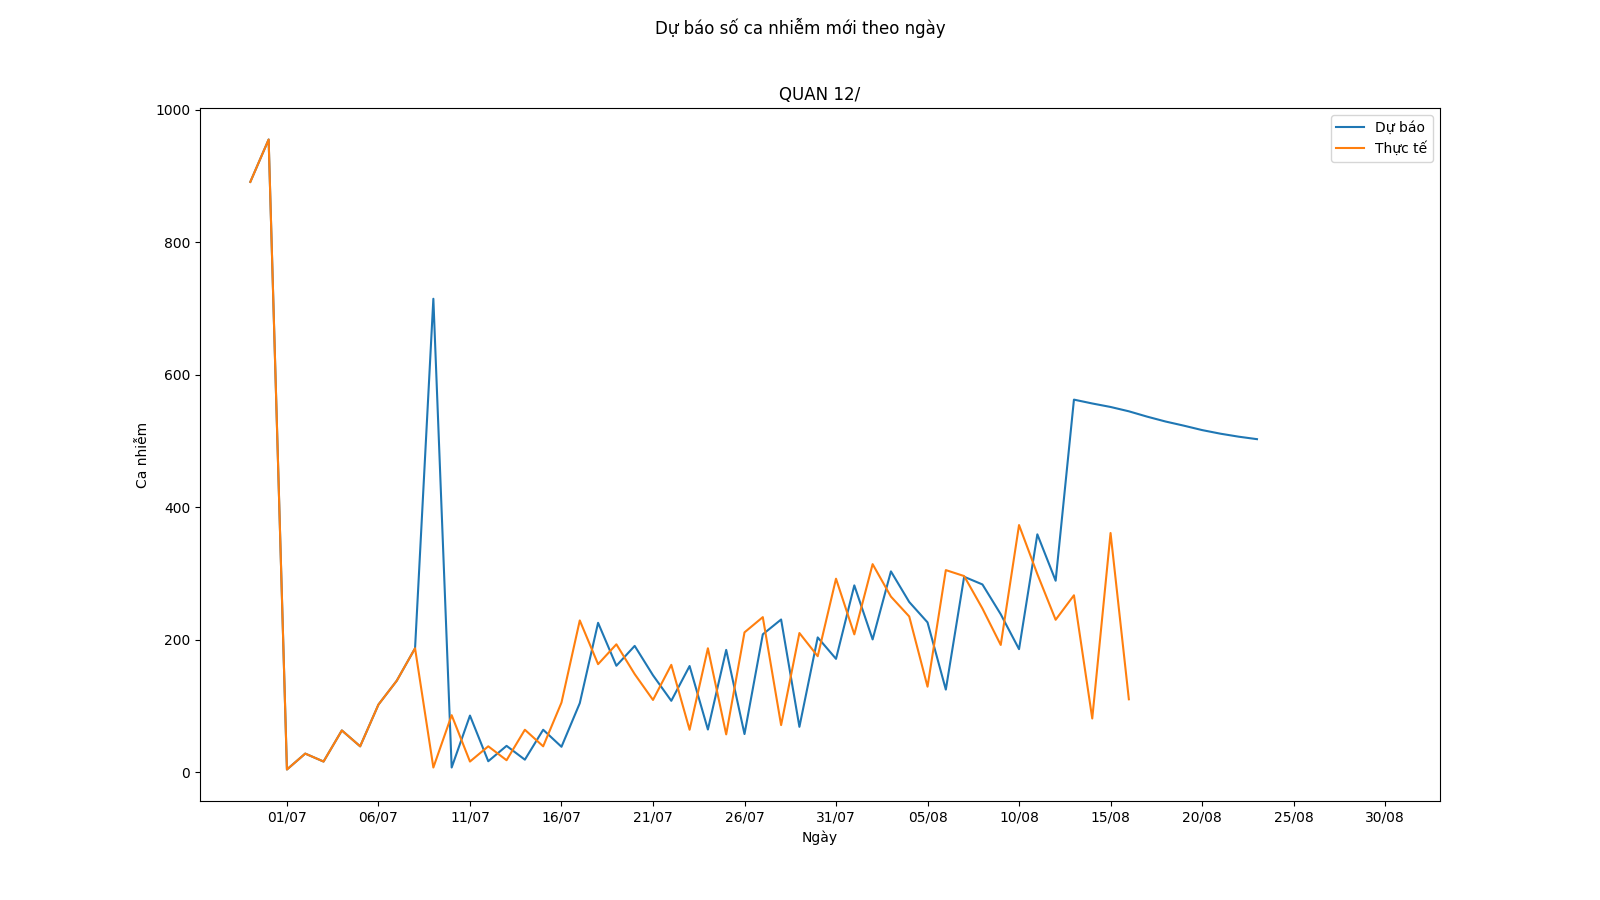 Dự báo số ca nhiễm mới theo ngày
QUAN 12/
1000
800
600
400
200
0
Ca nhiễm
Dự báo
Thực tế
01/07 06/07 11/07 16/07 21/07 26/07 31/07 05/08 10/08 15/08 20/08 25/08 30/08
Ngày